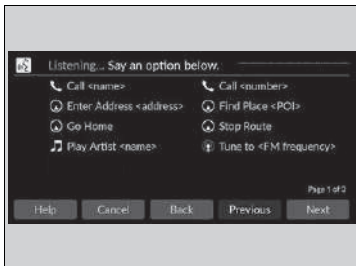 Listening... Say an option below.
Call <name>
Call <number>
Enter Address <address>
Find Place <POI>
Go Home
Stop Route
Play Artist <name>
Tune to <FM frequency>
Page 1 of 3
Help Cancel Back Previous Next